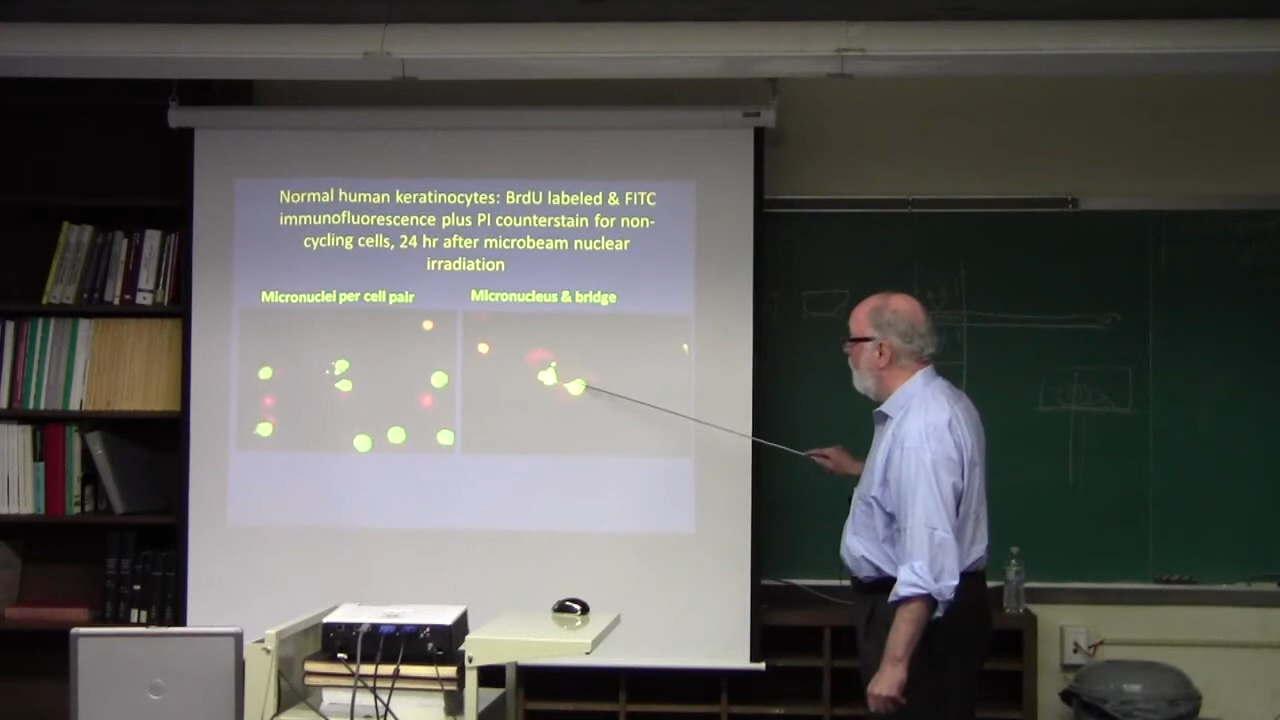 Normal human keratinocytes: BrdU labeled & FITC
immunofluorescence plus PI counterstain for non-
cycling cells, 24 hr after microbeam nuclear
irradiation
Micronuclei per cell pair
Micronucleus & bridge